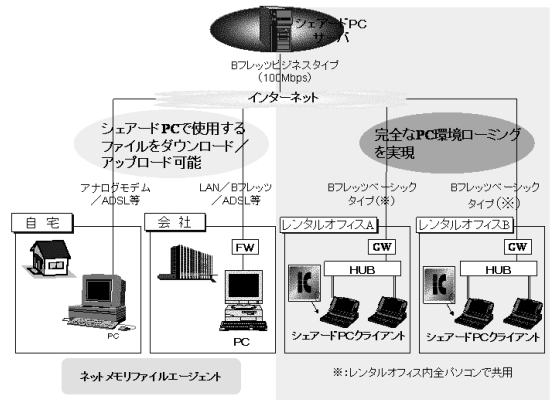 シェアードPC
サーバ
Bフレッツビジネスタイプ
(100Mbps)
インターネット
シェアードPCで使用する
ファイルをダウンロード／
アップロード可能
完全なPC環境ローミング
を実現
アナログモデム
／ADSL等
LAN／Bフレッツ
／ADSL等
Bフレッツベーシック
タイプ(※)
Bフレッツベーシック
タイプ(※)
自 宅
会 社
レンタルオフィスA
レンタルオフィスB
FW
GW
GW
HUB
HUB
IC
IC
PC
PC
シェアードPCクライアント
シェアードPCクライアント
ネットメモリファイルエージェント
※:レンタルオフィス内全パソコンで共用